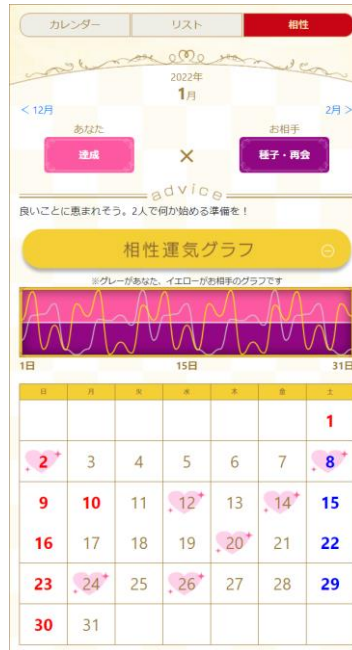 カレンダー リスト 相性
2022年
1月
< 12月 2月 >
あなた お相手
達成 × 種子・再会
advice
良いことに恵まれそう。2人で何か始める準備を！
相性運気グラフ
※グレーがあなた、イエローがお相手のグラフです
1日 15日 31日
日 月 火 水 木 金 土
1
2 3 4 5 6 7 8
9 10 11 12 13 14 15
16 17 18 19 20 21 22
23 24 25 26 27 28 29
30 31